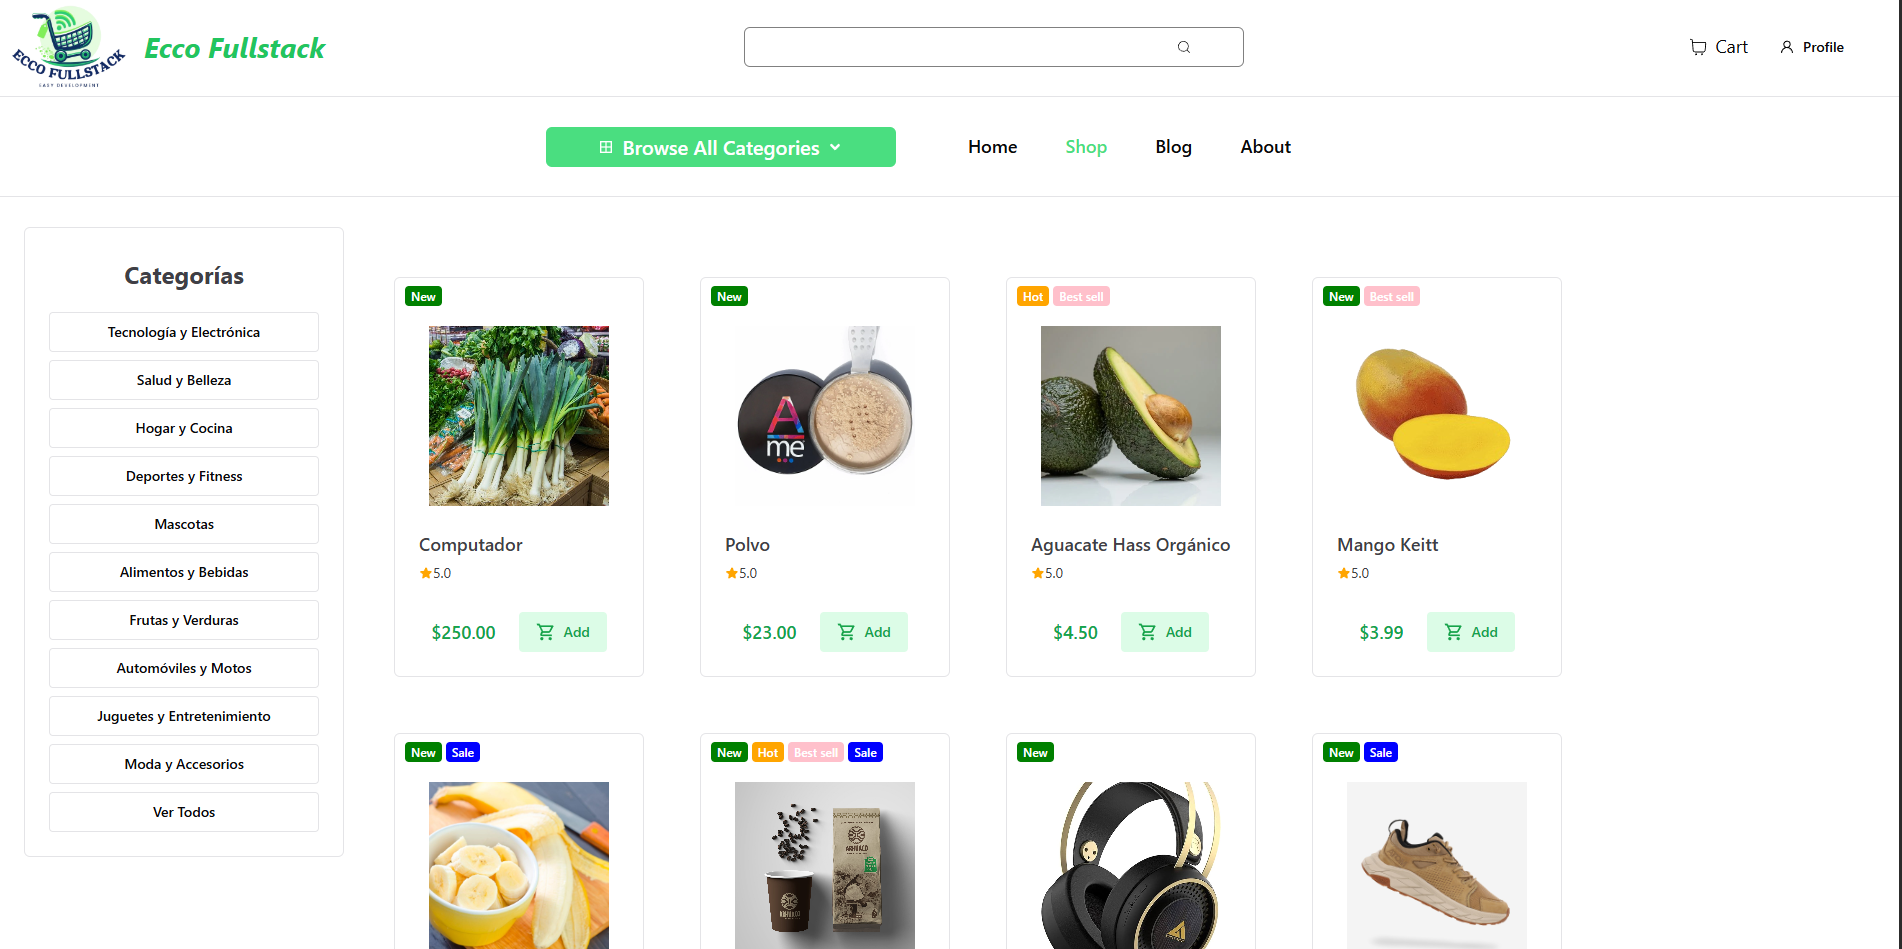 ECCO FULLSTACK
EASY DEVELOPMENT
Ecco Fullstack
Cart
Profile
Browse All Categories
Home
Shop
Blog
About
Categorías
Tecnología y Electrónica
Salud y Belleza
Hogar y Cocina
Deportes y Fitness
Mascotas
Alimentos y Bebidas
Frutas y Verduras
Automóviles y Motos
Juguetes y Entretenimiento
Moda y Accesorios
Ver Todos
New
Computador
5.0
$250.00
Add
New
A
me
Polvo
5.0
$23.00
Add
Hot Best sell
Aguacate Hass Orgánico
5.0
$4.50
Add
New Best sell
Mango Keitt
5.0
$3.99
Add
New Sale
New Hot Best sell Sale
ARHUACO
ARHUACO
New
New Sale